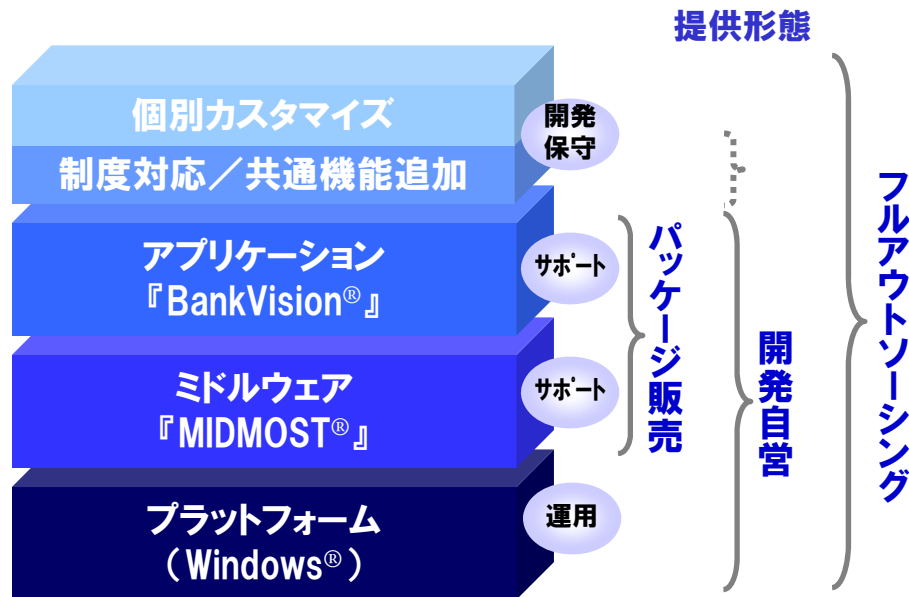 提供形態
個別カスタマイズ
制度対応／共通機能追加
開発
保守
アプリケーション
『BankVision®』
サポート
ミドルウェア
『MIDMOST®』
サポート
プラットフォーム
（Windows®）
運用
パッケージ販売
開発自営
フルアウトソーシング